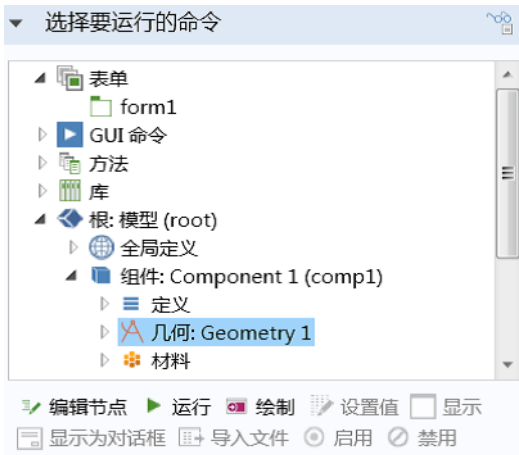 选择要运行的命令
表单
form1
GUI 命令
方法
库
根: 模型 (root)
全局定义
组件: Component 1 (comp1)
定义
几何: Geometry 1
材料
编辑节点 运行 绘制 设置值 显示
显示为对话框 导入文件 启用 禁用